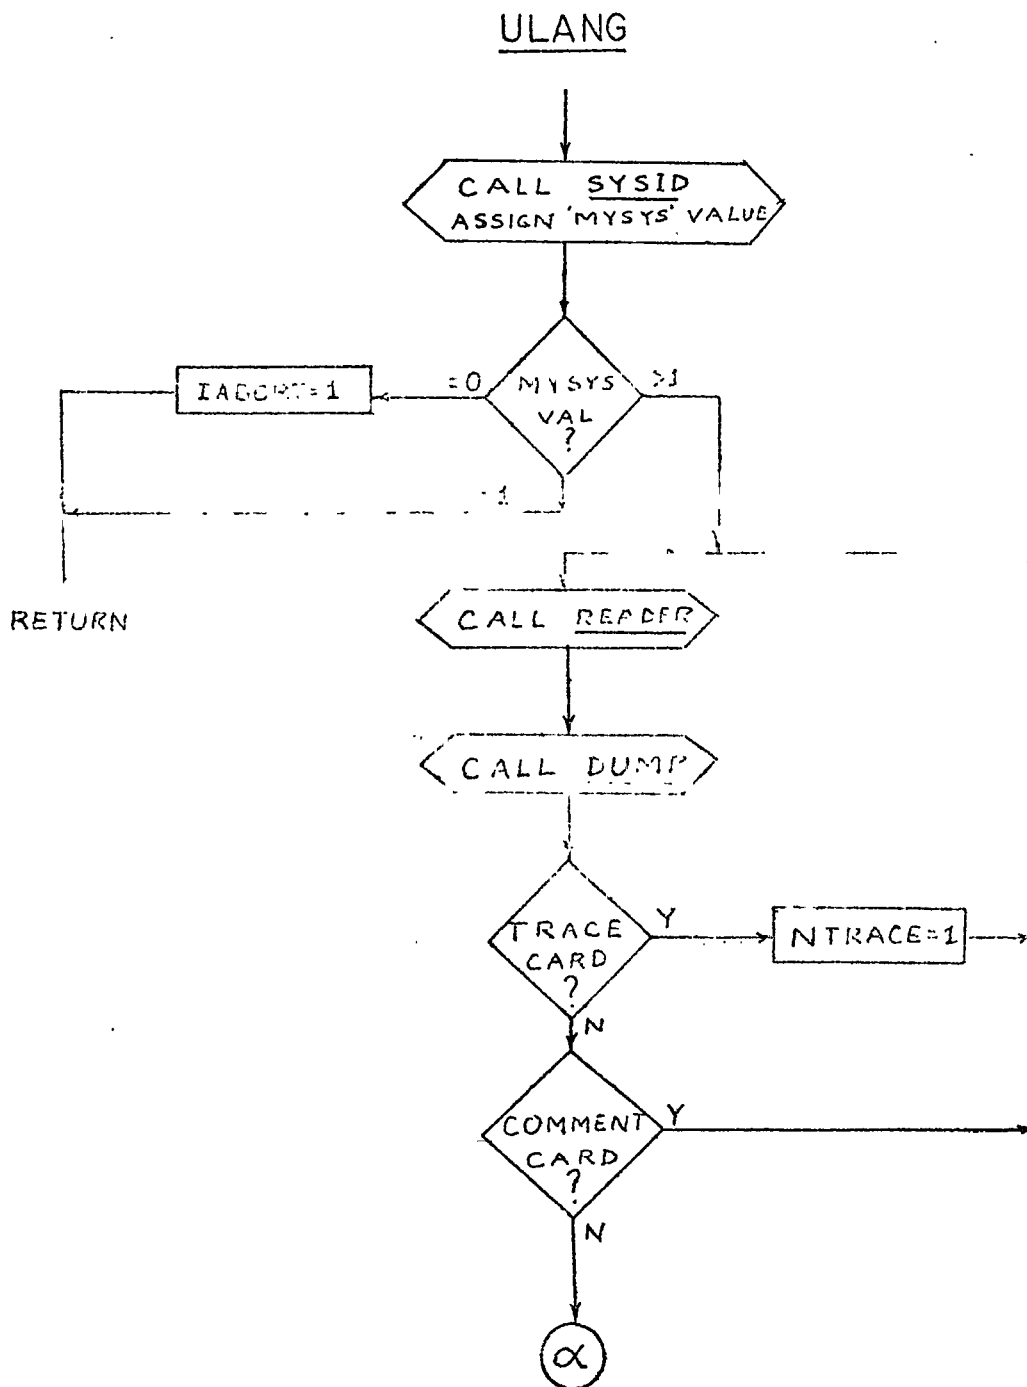 ULANG
CALL SYSID
ASSIGN 'MYSYS' VALUE
=0
MYSYS
VAL
?
>1
IABORT=1
RETURN
CALL READER
CALL DUMP
TRACE
CARD
?
Y
NTRACE=1
N
COMMENT
CARD
?
Y
N
α